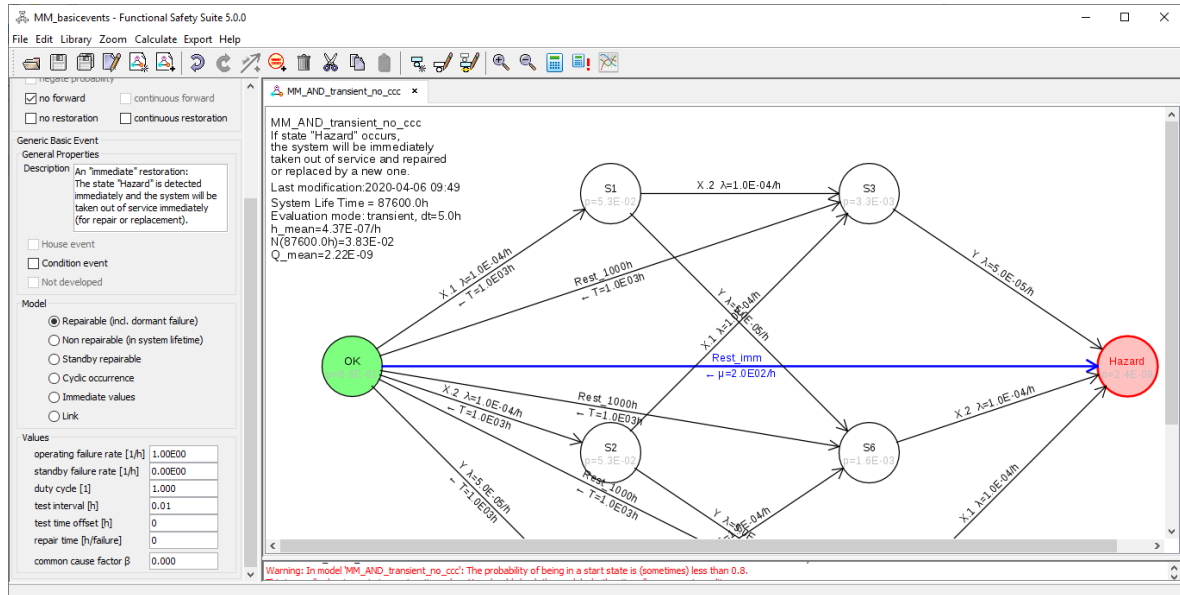 MM_basicevents - Functional Safety Suite 5.0.0
File Edit Library Zoom Calculate Export Help
negate probability
no forward
continuous forward
no restoration
continuous restoration
Generic Basic Event
General Properties
Description
An "immediate" restoration:
The state "Hazard" is detected
immediately and the system will be
taken out of service immediately
(for repair or replacement).
House event
Condition event
Not developed
Model
Repairable (incl. dormant failure)
Non repairable (in system lifetime)
Standby repairable
Cyclic occurrence
Immediate values
Link
Values
operating failure rate [1/h] 1.00E00
standby failure rate [1/h] 0.00E00
duty cycle [1] 1.000
test interval [h] 0.01
test time offset [h] 0
repair time [h/failure] 0
common cause factor β 0.000
MM_AND_transient_no_ccc
MM_AND_transient_no_ccc
If state "Hazard" occurs,
the system will be immediately
taken out of service and repaired
or replaced by a new one.
Last modification:2020-04-06 09:49
System Life Time = 87600.0h
Evaluation mode: transient, dt=5.0h
h_mean=4.37E-07/h
N(87600.0h)=3.83E-02
Q_mean=2.22E-09
S1
p=5.3E-02
X.2 λ=1.0E-04/h
S3
p=3.3E-03
X.1 λ=1.0E-04/h
← T=1.0E03h
Rest_1000h
← T=1.0E03h
Y λ=5.0E-05/h
X.1 λ=1.0E-04/h
Y λ=5.0E-05/h
OK
Rest_imm
← μ=2.0E02/h
Hazard
X.2 λ=1.0E-04/h
← T=1.0E03h
Rest_1000h
← T=1.0E03h
S2
p=5.3E-02
S6
p=1.6E-03
X.2 λ=1.0E-04/h
Y λ=5.0E-05/h
← T=1.0E03h
Rest_1000h
← T=1.0E03h
X.1 λ=1.0E-04/h
Warning: In model 'MM_AND_transient_no_ccc': The probability of being in a start state is (sometimes) less than 0.8.